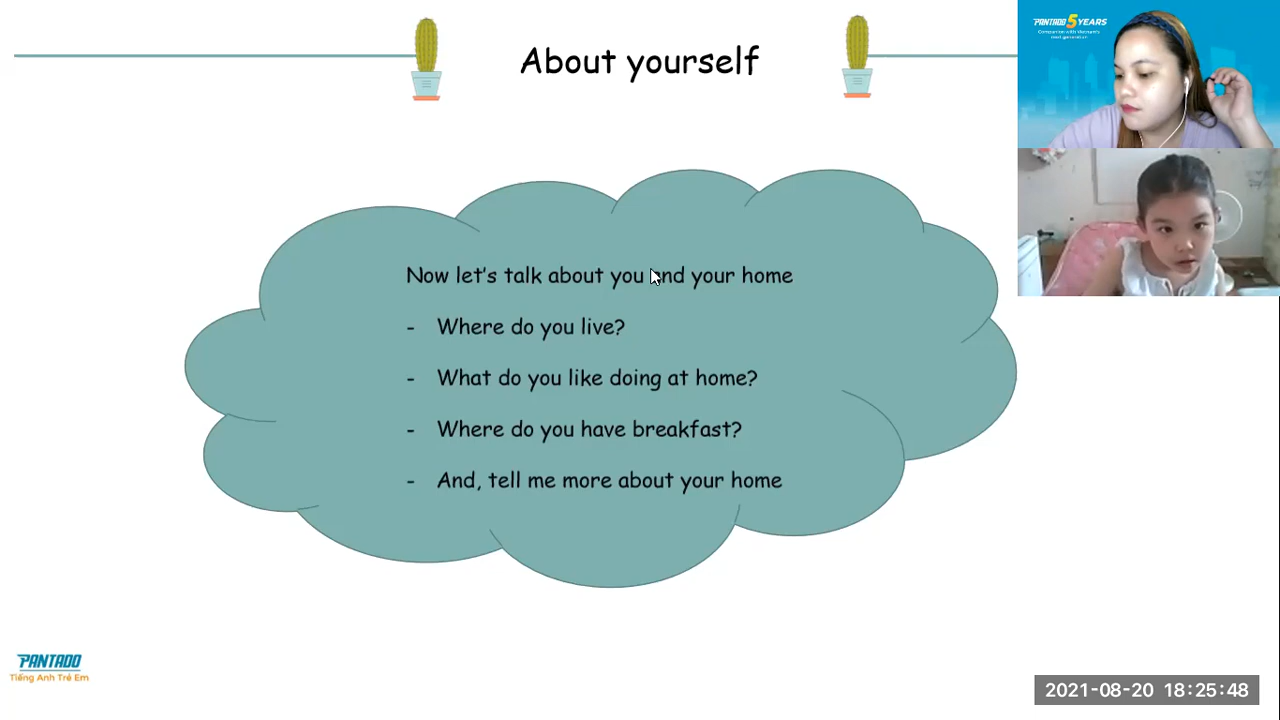 About yourself
PANTADO 5 YEARS
Now let's talk about you and your home
- Where do you live?
- What do you like doing at home?
- Where do you have breakfast?
- And, tell me more about your home
PANTADO
Tiếng Anh Trẻ Em
2021-08-20 18:25:48